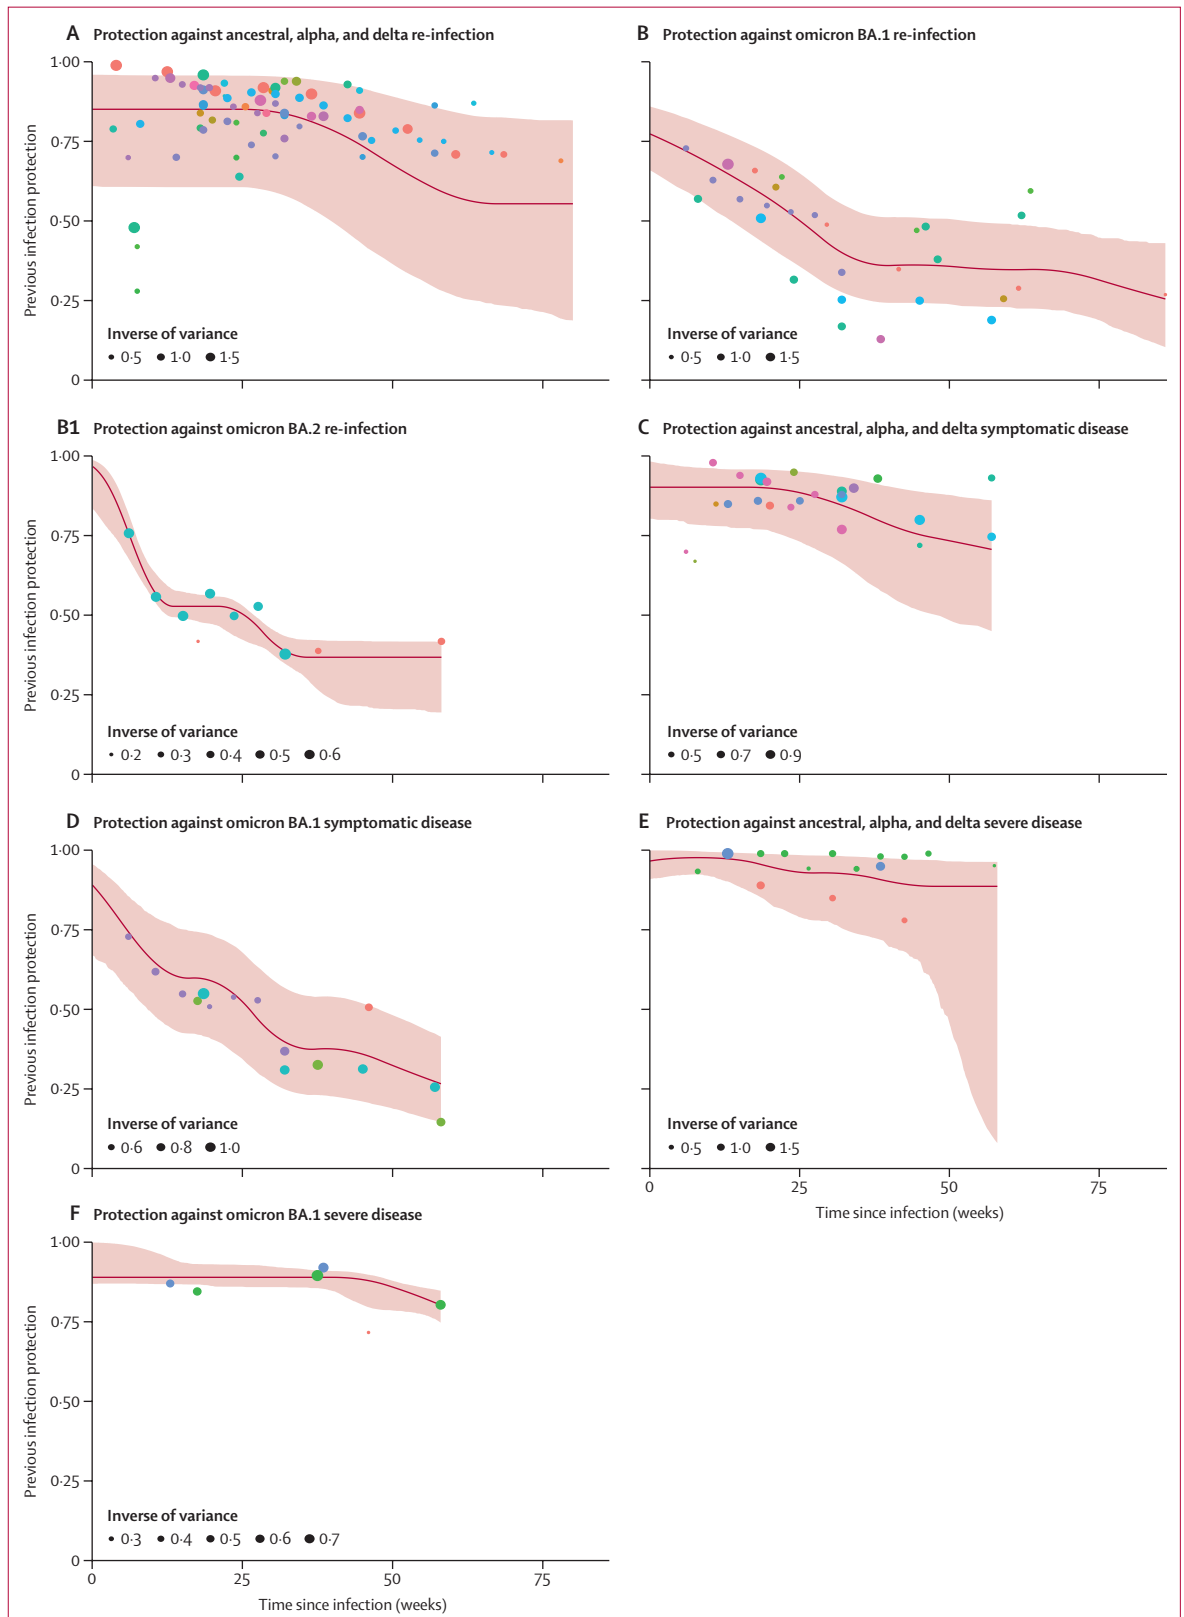 A Protection against ancestral, alpha, and delta re-infection
Previous infection protection
1·00
0·75
0·50
0·25
0
Inverse of variance
0·5 1·0 1·5
B Protection against omicron BA.1 re-infection
Inverse of variance
0·5 1·0 1·5
B1 Protection against omicron BA.2 re-infection
Previous infection protection
1·00
0·75
0·50
0·25
0
Inverse of variance
0·2 0·3 0·4 0·5 0·6
C Protection against ancestral, alpha, and delta symptomatic disease
Inverse of variance
0·5 0·7 0·9
D Protection against omicron BA.1 symptomatic disease
Previous infection protection
1·00
0·75
0·50
0·25
0
Inverse of variance
0·6 0·8 1·0
E Protection against ancestral, alpha, and delta severe disease
Inverse of variance
0·5 1·0 1·5
0 25 50 75
Time since infection (weeks)
F Protection against omicron BA.1 severe disease
Previous infection protection
1·00
0·75
0·50
0·25
0
Inverse of variance
0·3 0·4 0·5 0·6 0·7
0 25 50 75
Time since infection (weeks)